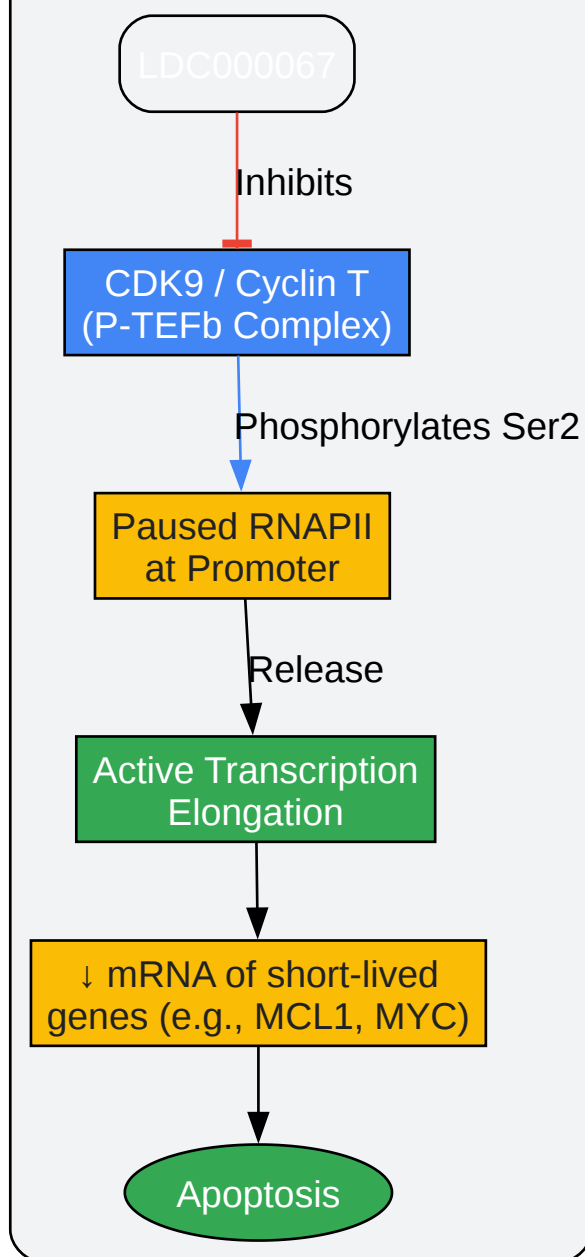 LDC000067
Inhibits
CDK9 / Cyclin T
(P-TEFb Complex)
Phosphorylates Ser2
Paused RNAPII
at Promoter
Release
Active Transcription
Elongation
↓ mRNA of short-lived
genes (e.g., MCL1, MYC)
Apoptosis